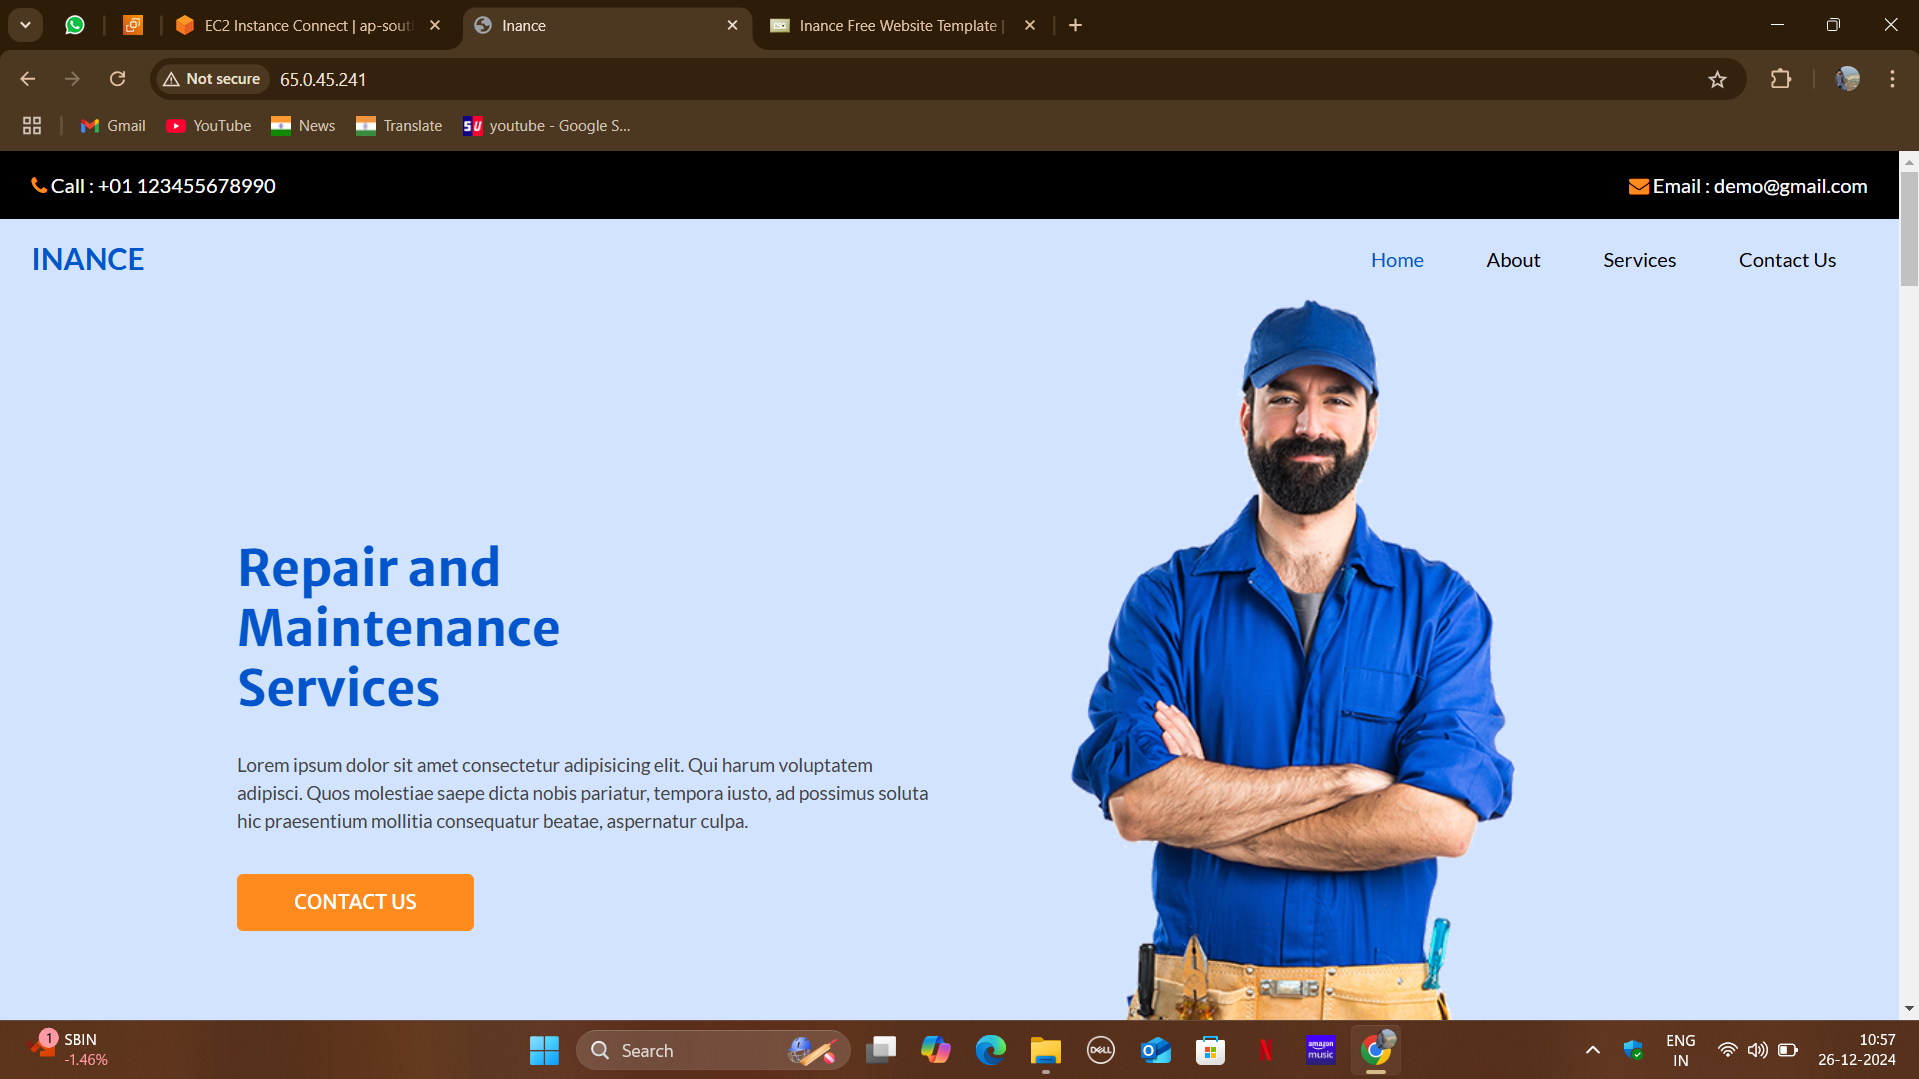 EC2 Instance Connect | ap-sout
Inance
Inance Free Website Template |
Not secure
65.0.45.241
Gmail
YouTube
News
Translate
SU
youtube - Google S...
Call : +01 123455678990
Email : demo@gmail.com
INANCE
Home
About
Services
Contact Us
Repair and
Maintenance
Services
Lorem ipsum dolor sit amet consectetur adipisicing elit. Qui harum voluptatem
adipisci. Quos molestiae saepe dicta nobis pariatur, tempora iusto, ad possimus soluta
hic praesentium mollitia consequatur beatae, aspernatur culpa.
CONTACT US
1
SBIN
-1.46%
Search
DELL
amazon
music
ENG
IN
10:57
26-12-2024